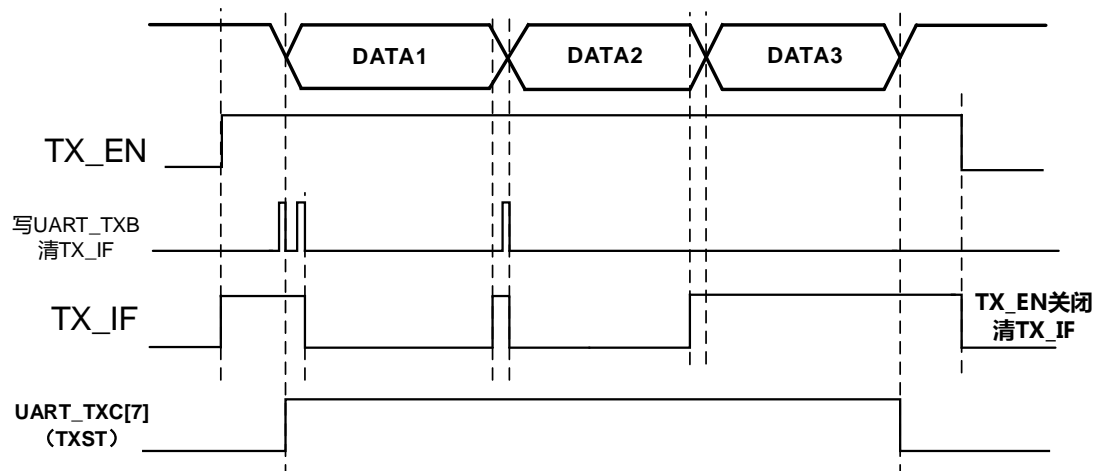 DATA1
DATA2
DATA3
TX_EN
写UART_TXB
清TX_IF
TX_IF
TX_EN关闭
清TX_IF
UART_TXC[7]
（TXST）